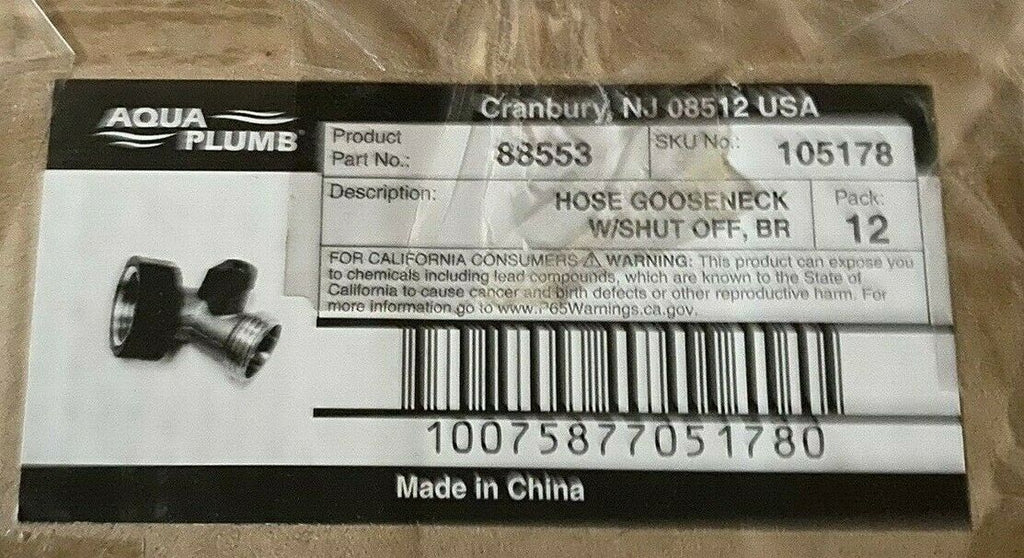 AQUA
PLUMB
Cranbury, NJ 08512 USA
Product
Part No.: 88553
SKU No.: 105178
Description: HOSE GOOSENECK
W/SHUT OFF, BR
Pack:
12
FOR CALIFORNIA CONSUMERS ⚠ WARNING: This product can expose you
to chemicals including lead compounds, which are known to the State of
California to cause cancer and birth defects or other reproductive harm. For
more information go to www.P65Warnings.ca.gov.
10075877051780
Made in China